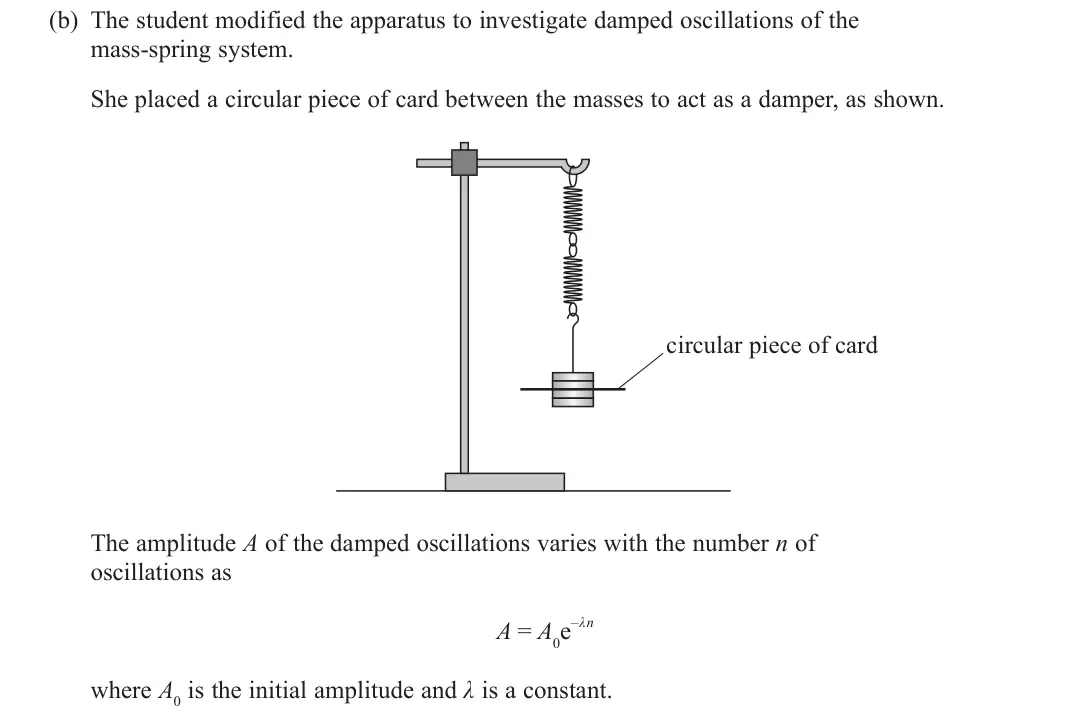 (b) The student modified the apparatus to investigate damped oscillations of the
mass-spring system.
She placed a circular piece of card between the masses to act as a damper, as shown.
circular piece of card
The amplitude A of the damped oscillations varies with the number n of
oscillations as
A = A₀e^{−λn}
where A₀ is the initial amplitude and λ is a constant.